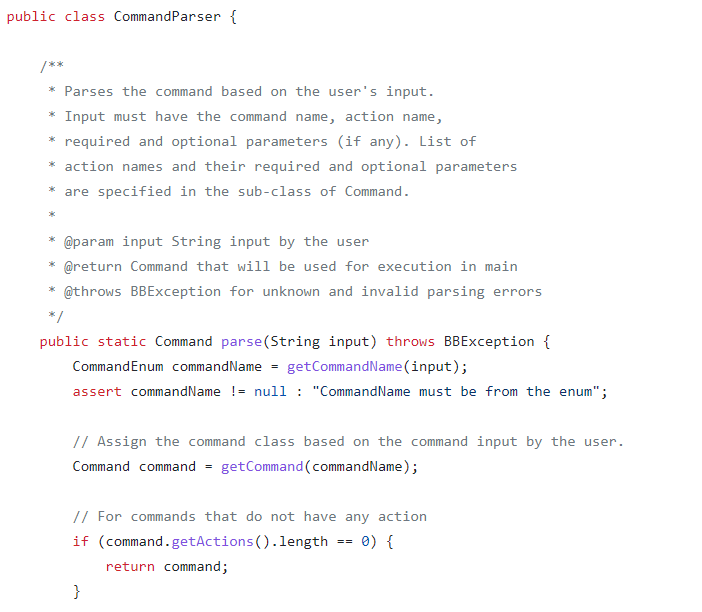 public class CommandParser {
/**
* Parses the command based on the user's input.
* Input must have the command name, action name,
* required and optional parameters (if any). List of
* action names and their required and optional parameters
* are specified in the sub-class of Command.
*
* @param input String input by the user
* @return Command that will be used for execution in main
* @throws BBException for unknown and invalid parsing errors
*/
public static Command parse(String input) throws BBException {
CommandEnum commandName = getCommandName(input);
assert commandName != null : "CommandName must be from the enum";
// Assign the command class based on the command input by the user.
Command command = getCommand(commandName);
// For commands that do not have any action
if (command.getActions().length == 0) {
return command;
}